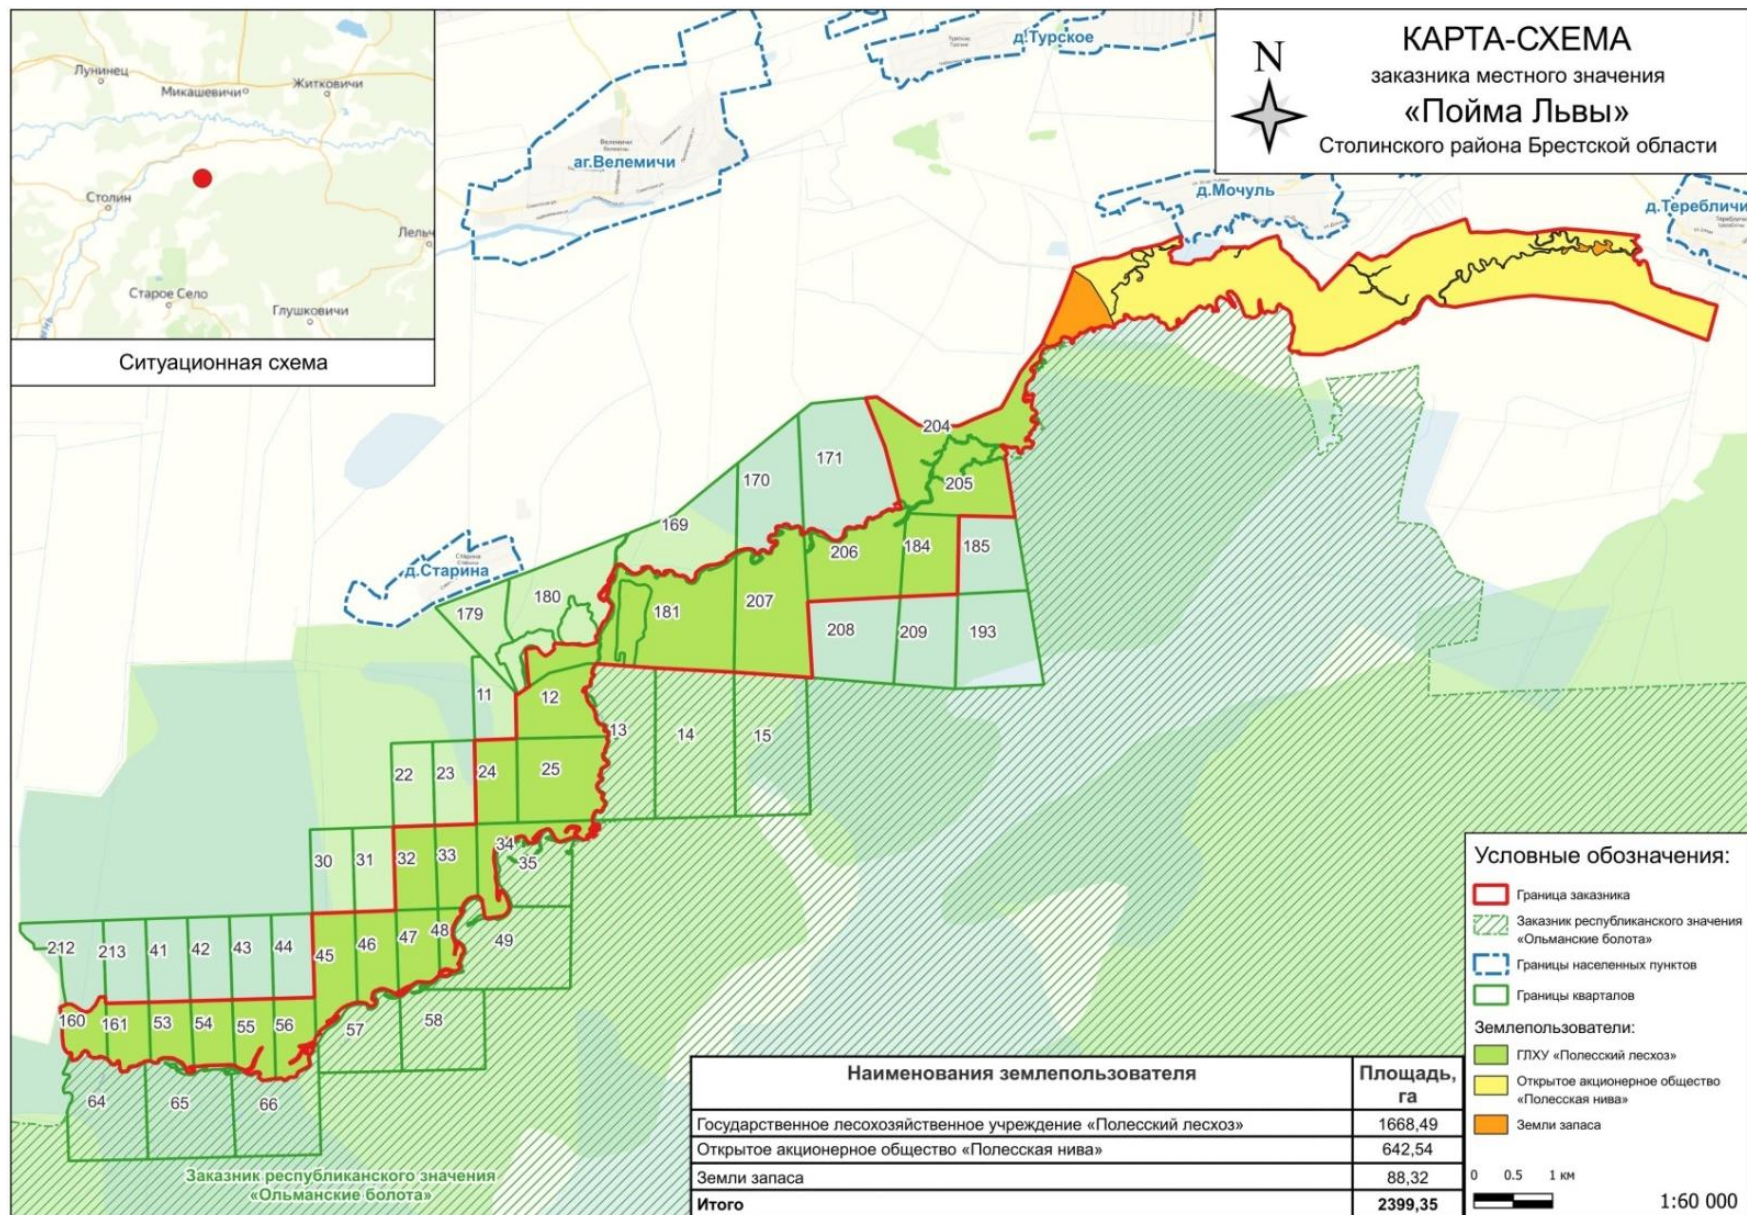 КАРТА-СХЕМА
заказника местного значения
«Пойма Львы»
Столинского района Брестской области
N
Лунинец
Микашевичи
Житковичи
Столин
Лельч
Старое Село
Глушковичи
Ситуационная схема
д.Турское
аг.Велемичи
д.Мочуль
д.Теребличи
д.Старина
204
171
170
205
169
206
184
185
180
179
181
207
208
209
193
11
12
13
14
15
22
23
24
25
30
31
32
33
34
35
212
213
41
42
43
44
45
46
47
48
49
160
161
53
54
55
56
57
58
64
65
66
Заказник республиканского значения
«Ольманские болота»
Условные обозначения:
Граница заказника
Заказник республиканского значения
«Ольманские болота»
Границы населенных пунктов
Границы кварталов
Землепользователи:
ГЛХУ «Полесский лесхоз»
Открытое акционерное общество
«Полесская нива»
Земли запаса
0 0.5 1 км
1:60 000
Наименования землепользователя Площадь,
га
Государственное лесохозяйственное учреждение «Полесский лесхоз» 1668,49
Открытое акционерное общество «Полесская нива» 642,54
Земли запаса 88,32
Итого 2399,35